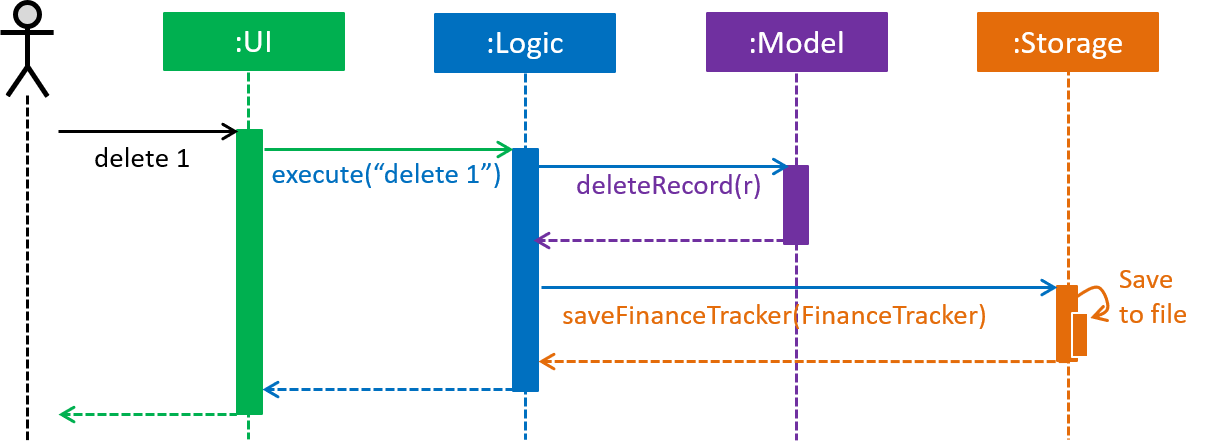 :UI
:Logic
:Model
:Storage
delete 1
execute(“delete 1”)
deleteRecord(r)
saveFinanceTracker(FinanceTracker)
Save
to file